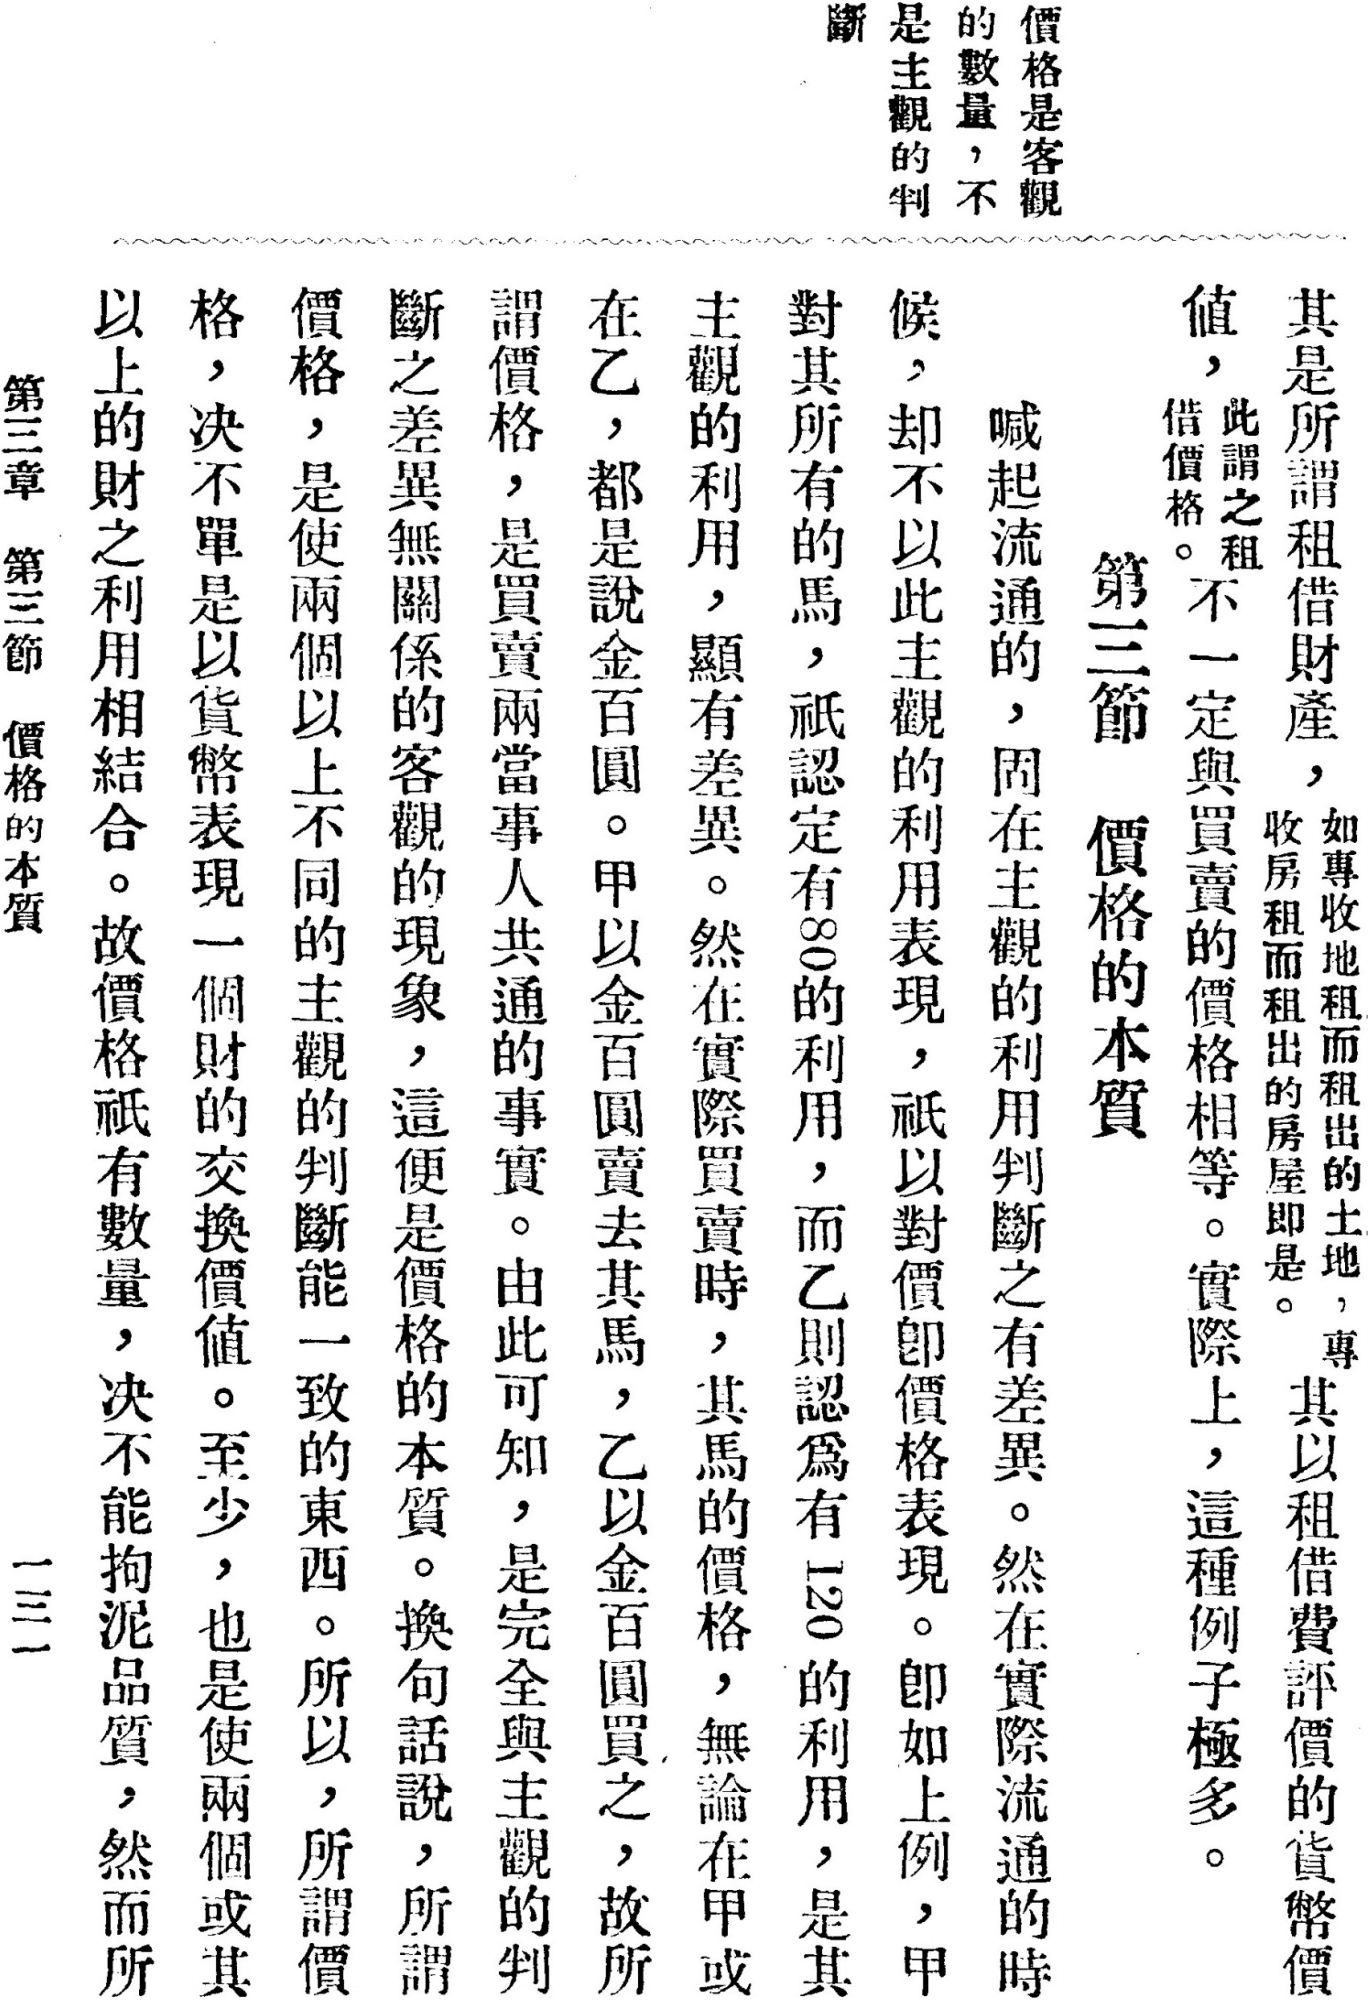 價格是客觀
的數量，不
是主觀的判
斷
其是所謂租借財產，如專收地租而租出的土地，專收房租而租出的房屋即是。其以租借費評價的貨幣價
值，此謂之租借價格。不一定與買賣的價格相等。實際上，這種例子極多。
第三節　價格的本質
喊起流通的，固在主觀的利用判斷之有差異。然在實際流通的時
候，却不以此主觀的利用表現，祇以對價卽價格表現。卽如上例，甲
對其所有的馬，祇認定有80的利用，而乙則認爲有120的利用，是其
主觀的利用，顯有差異。然在實際買賣時，其馬的價格，無論在甲或
在乙，都是說金百圓。甲以金百圓賣去其馬，乙以金百圓買之，故所
謂價格，是買賣兩當事人共通的事實。由此可知，是完全與主觀的判
斷之差異無關係的客觀的現象，這便是價格的本質。換句話說，所謂
價格，是使兩個以上不同的主觀的判斷能一致的東西。所以，所謂價
格，决不單是以貨幣表現一個財的交換價値。至少，也是使兩個或其
以上的財之利用相結合。故價格祇有數量，决不能拘泥品質，然而所
第三章　第三節　價格的本質
一三一